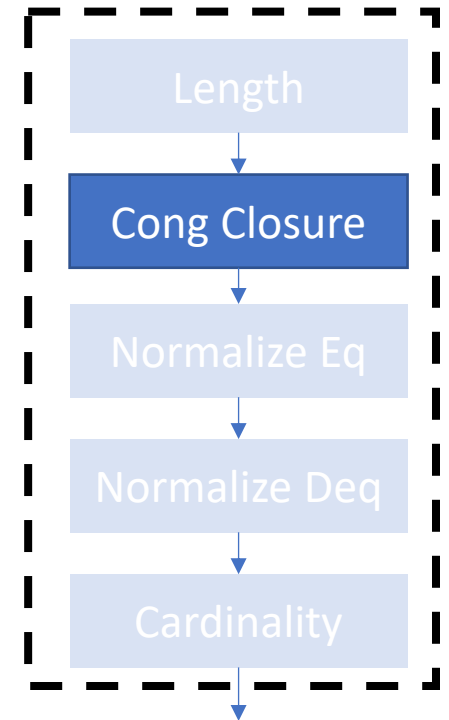 Length
Cong Closure
Normalize Eq
Normalize Deq
Cardinality